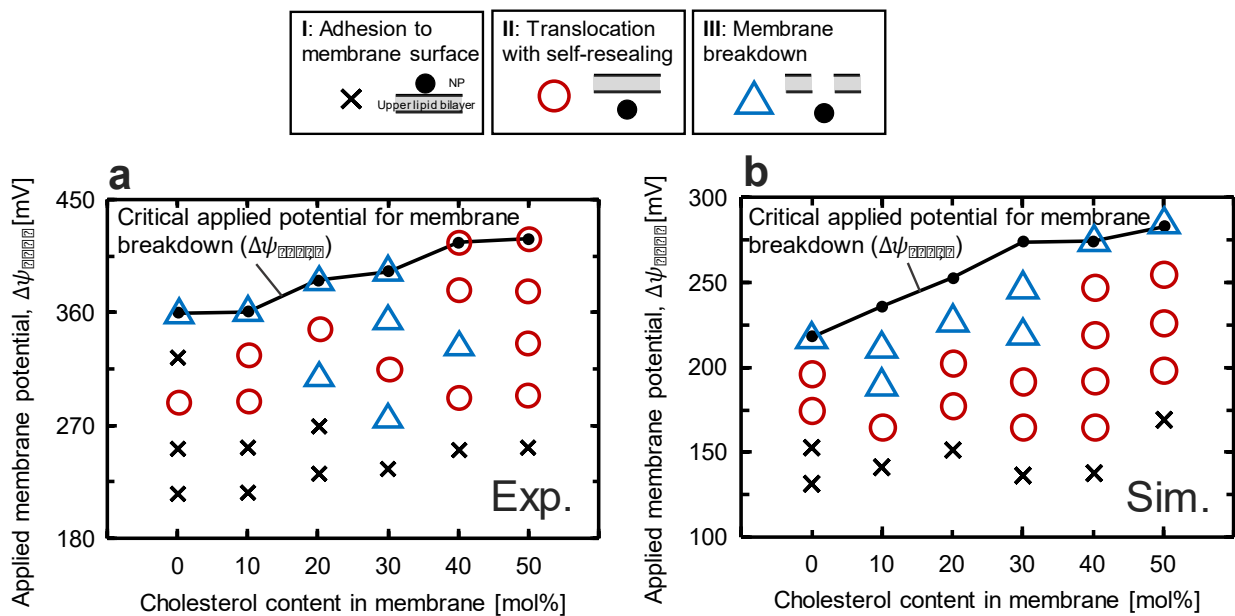 I: Adhesion to
membrane surface
NP
Upper lipid bilayer
II: Translocation
with self-resealing
III: Membrane
breakdown
a
Applied membrane potential, Δψ [mV]
450
360
270
180
Critical applied potential for membrane
breakdown (Δψ)
Exp.
0 10 20 30 40 50
Cholesterol content in membrane [mol%]
b
Applied membrane potential, Δψ [mV]
300
250
200
150
100
Critical applied potential for membrane
breakdown (Δψ)
Sim.
0 10 20 30 40 50
Cholesterol content in membrane [mol%]